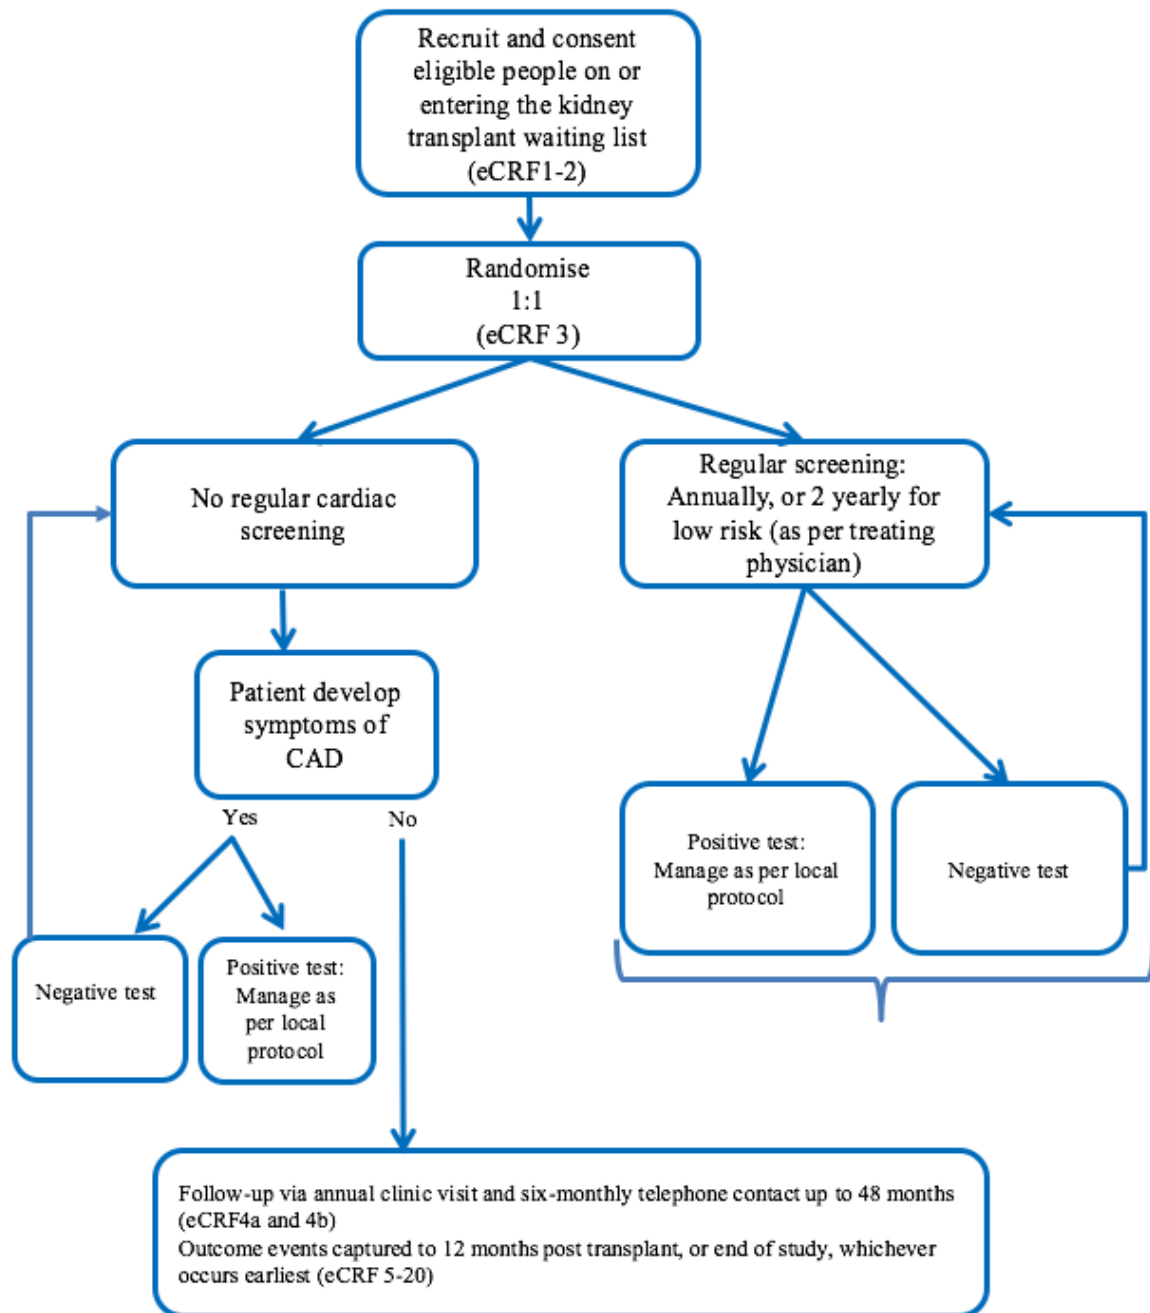 Recruit and consent
eligible people on or
entering the kidney
transplant waiting list
(eCRF1-2)
Randomise
1:1
(eCRF 3)
No regular cardiac
screening
Regular screening:
Annually, or 2 yearly for
low risk (as per treating
physician)
Patient develop
symptoms of
CAD
Yes
No
Negative test
Positive test:
Manage as
per local
protocol
Positive test:
Manage as per local
protocol
Negative test
Follow-up via annual clinic visit and six-monthly telephone contact up to 48 months
(eCRF4a and 4b)
Outcome events captured to 12 months post transplant, or end of study, whichever
occurs earliest (eCRF 5-20)